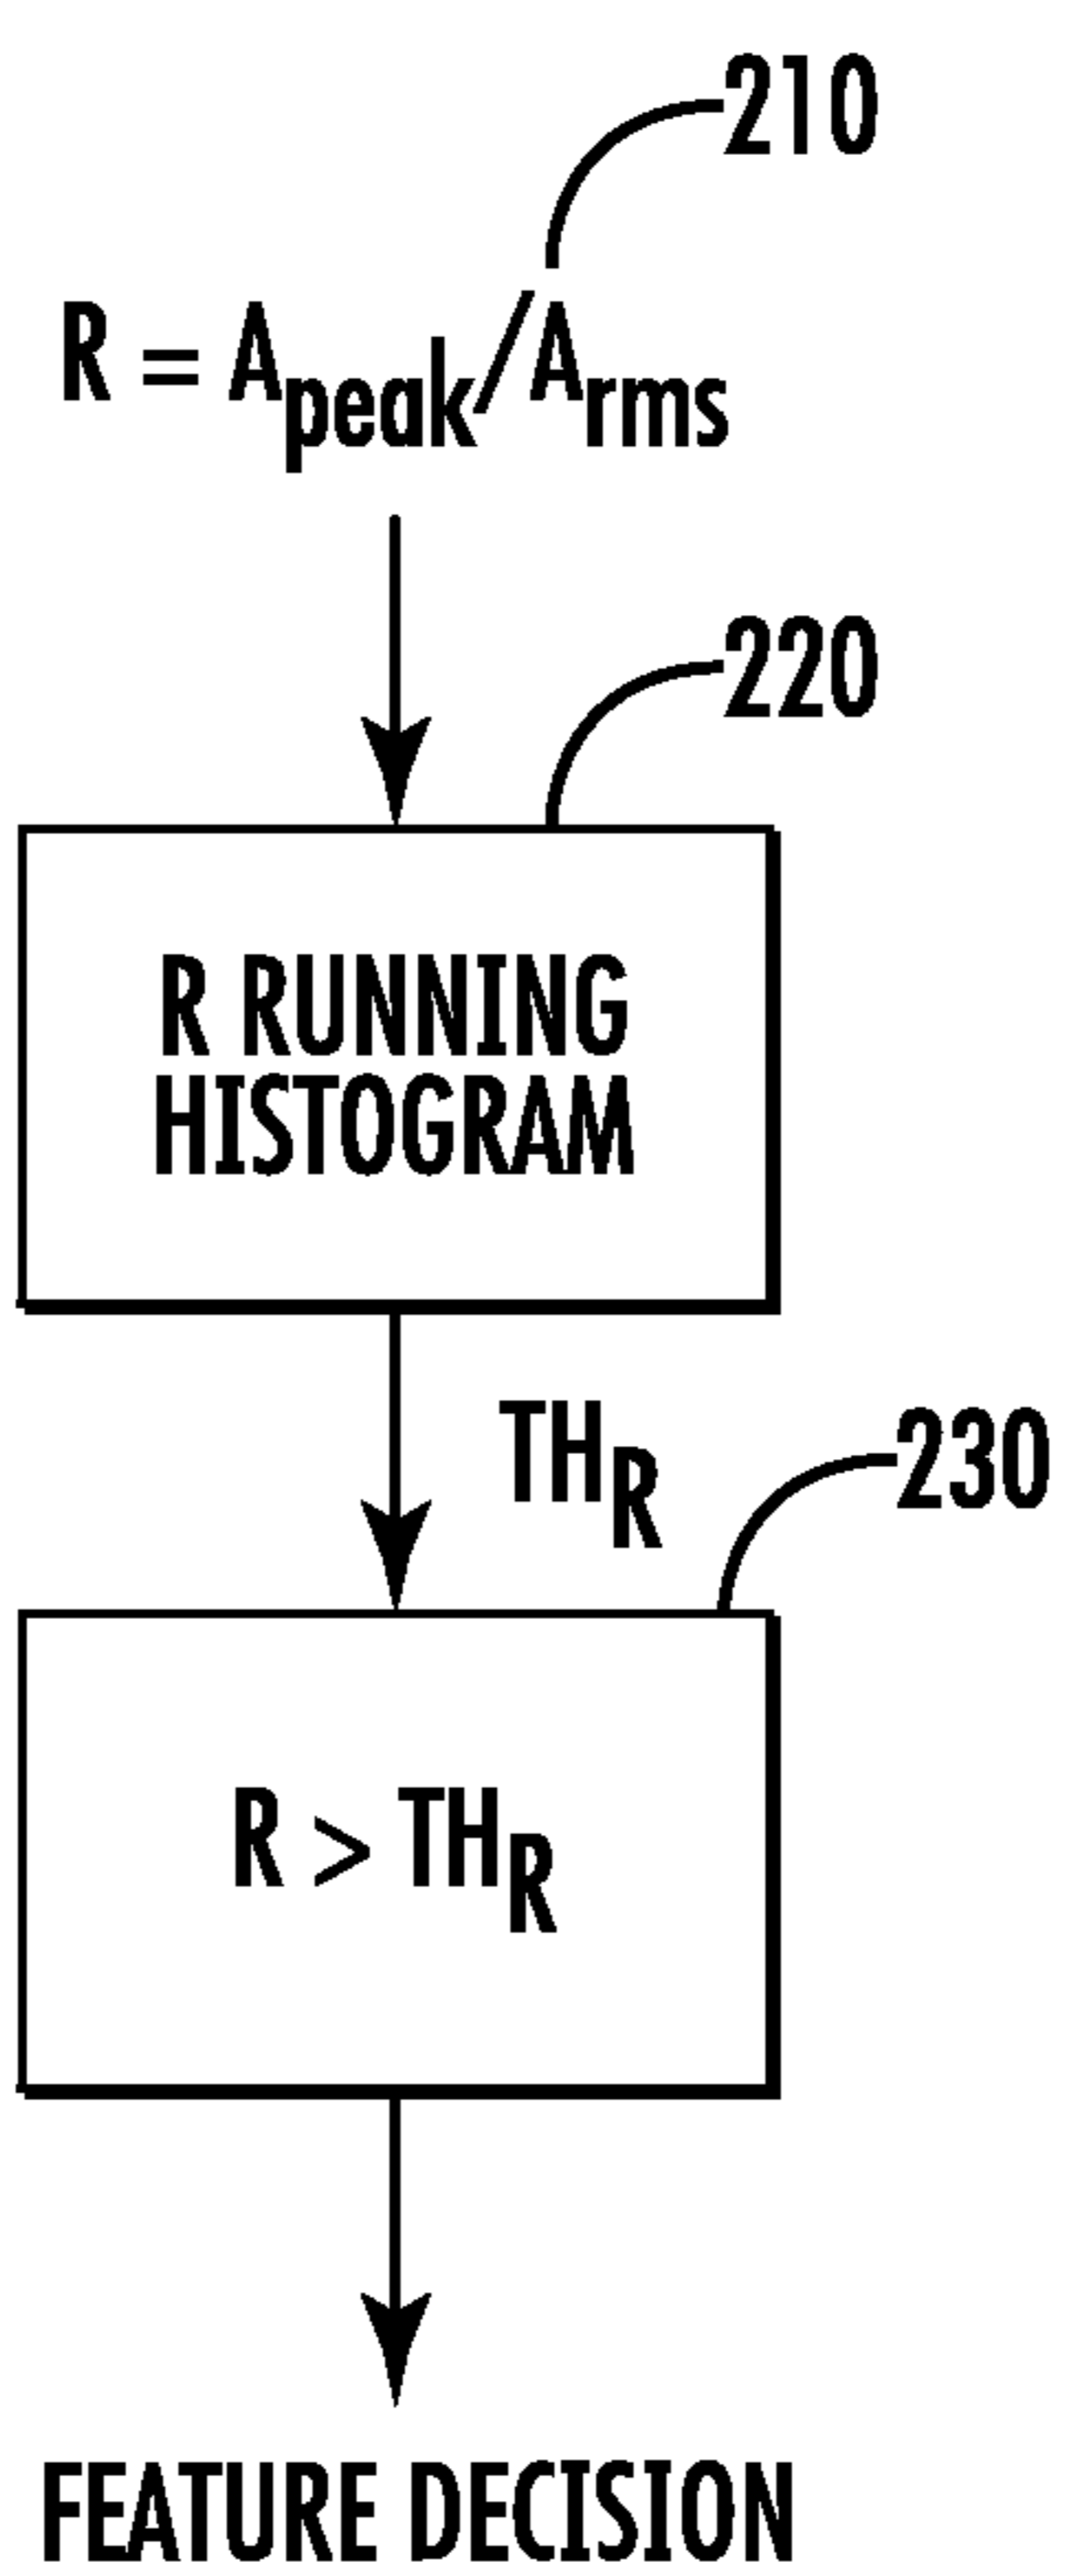 210
R = Apeak/Arms
220
R RUNNING
HISTOGRAM
THR
230
R > THR
FEATURE DECISION